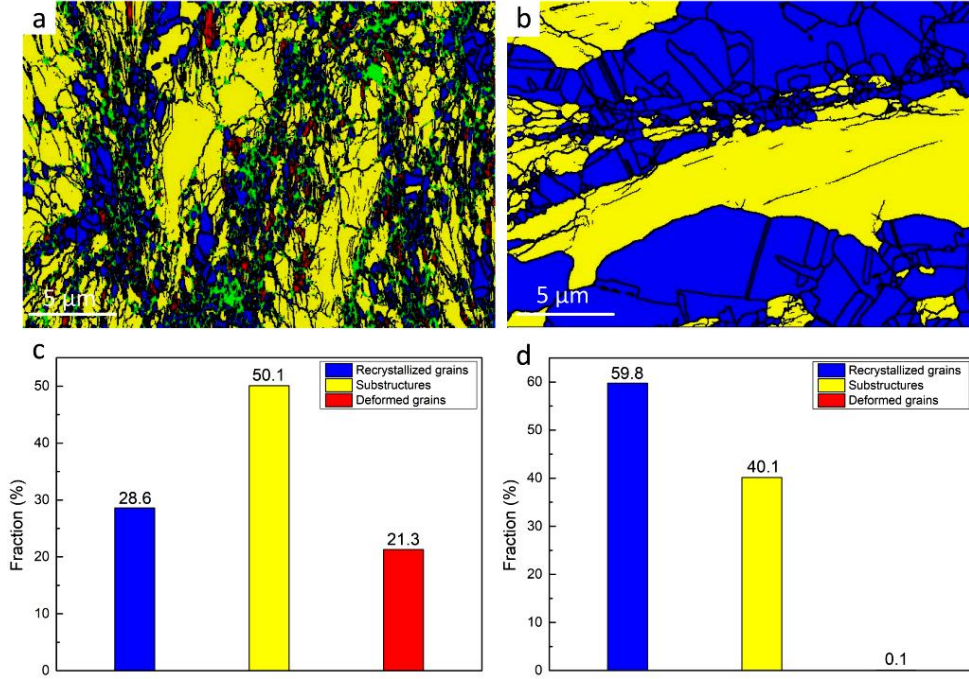 a
b
5 μm
5 μm
c
Recrystallized grains
Substructures
Deformed grains
Fraction (%)
50
40
30
20
10
0
28.6
50.1
21.3
d
Recrystallized grains
Substructures
Deformed grains
Fraction (%)
60
50
40
30
20
10
0
59.8
40.1
0.1